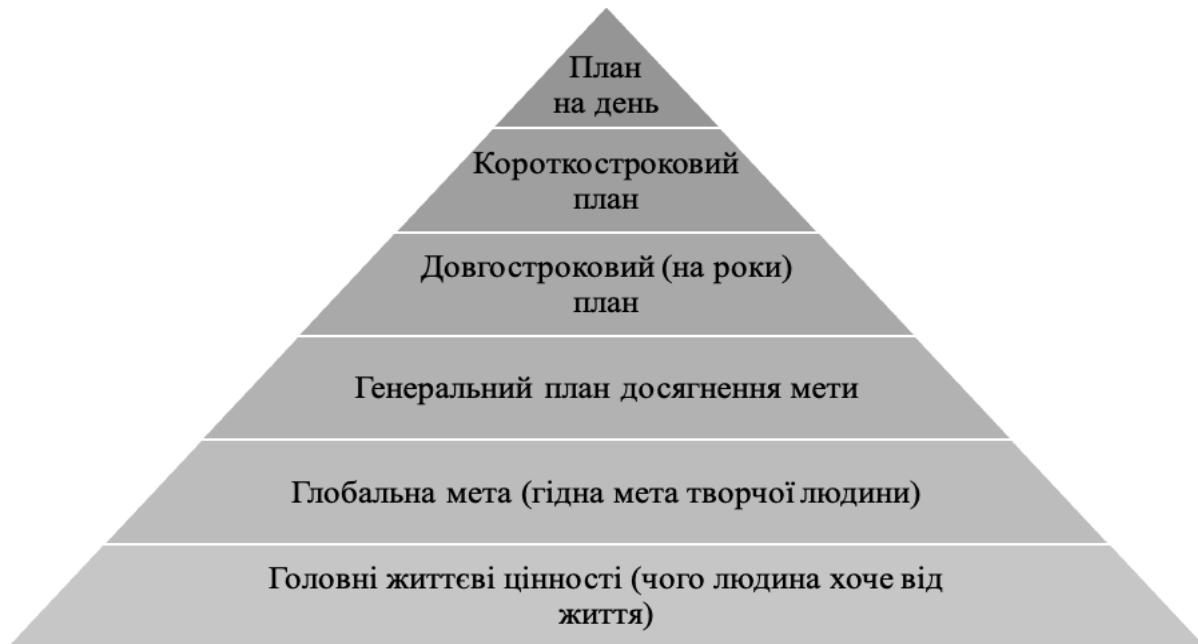 План
на день
Короткостроковий
план
Довгостроковий (на роки)
план
Генеральний план досягнення мети
Глобальна мета (гідна мета творчої людини)
Головні життєві цінності (чого людина хоче від
життя)